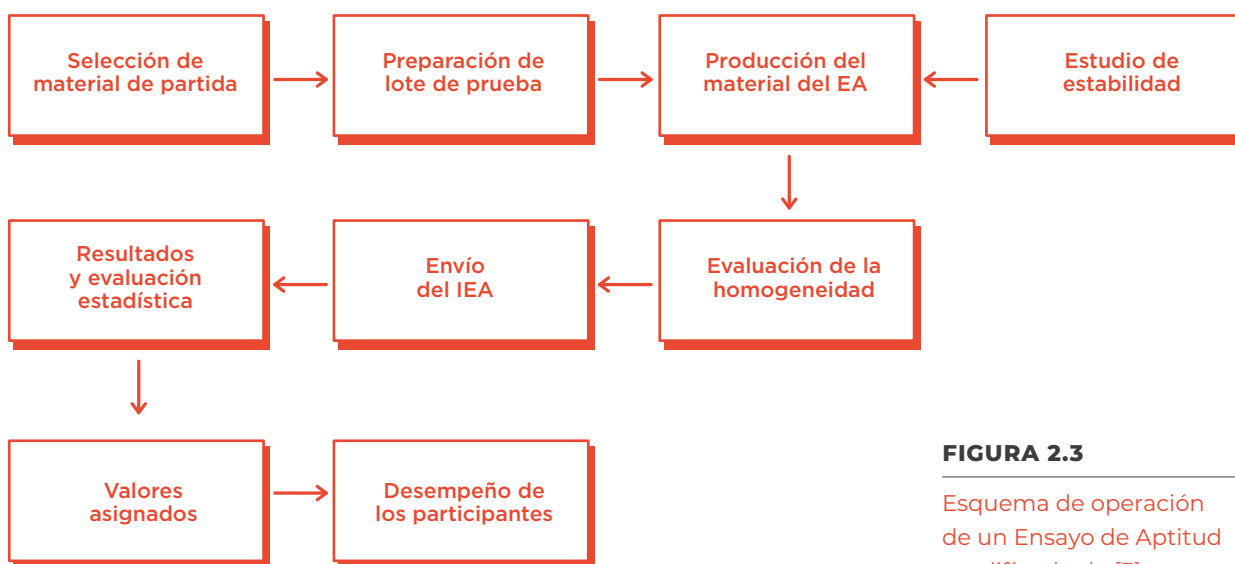 Selección de
material de partida
Preparación de
lote de prueba
Producción del
material del EA
Estudio de
estabilidad
Resultados
y evaluación
estadística
Envío
del IEA
Evaluación de la
homogeneidad
Valores
asignados
Desempeño de
los participantes
FIGURA 2.3
Esquema de operación
de un Ensayo de Aptitud